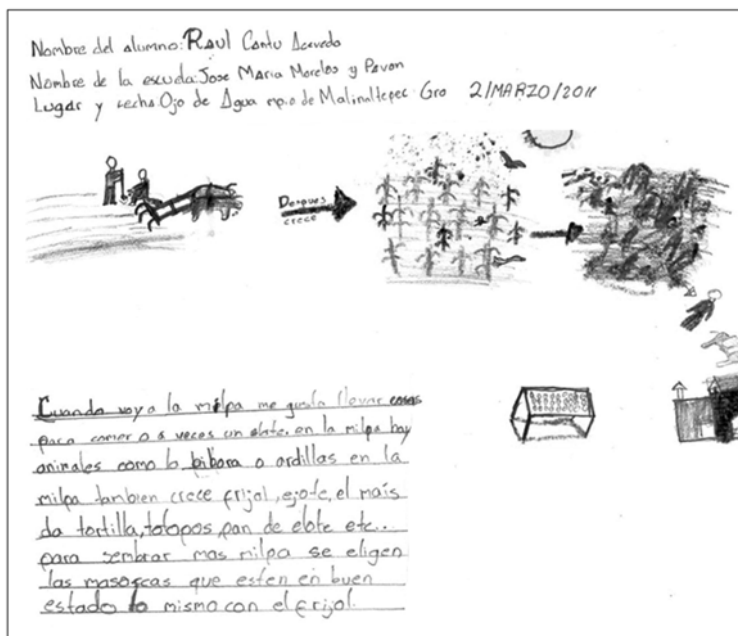 Nombre del alumno: Raul Cantu Acevedo
Nombre de la escuela: Jose Maria Morelos y Pavon
Lugar y fecha: Ojo de Agua mp.o de Malinaltepec Gro 2/MARZO/2011
Despues
crece
Cuando voy a la milpa me gusta llevar cosas
para comer o a veces un elote. en la milpa hay
animales como la bibora o ardillas en la
milpa tambien crece frijol, ejote, el mais
da tortilla, totopos, pan de elote etc..
para sembrar mas milpa se eligen
las masorcas que esten en buen
estado lo mismo con el frijol.